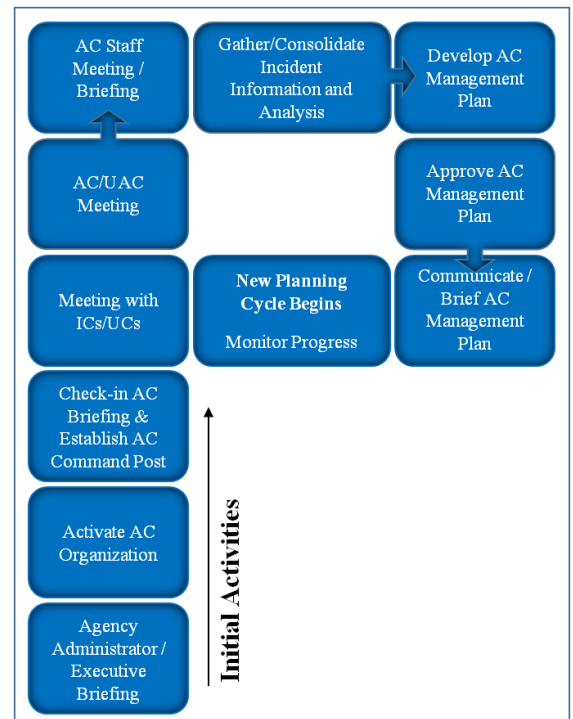 AC Staff
Meeting /
Briefing
Gather/Consolidate
Incident
Information and
Analysis
Develop AC
Management
Plan
AC/UAC
Meeting
Approve AC
Management
Plan
Meeting with
ICs/UCs
New Planning
Cycle Begins
Monitor Progress
Communicate /
Brief AC
Management
Plan
Check-in AC
Briefing &
Establish AC
Command Post
Activate AC
Organization
Agency
Administrator /
Executive
Briefing
Initial Activities